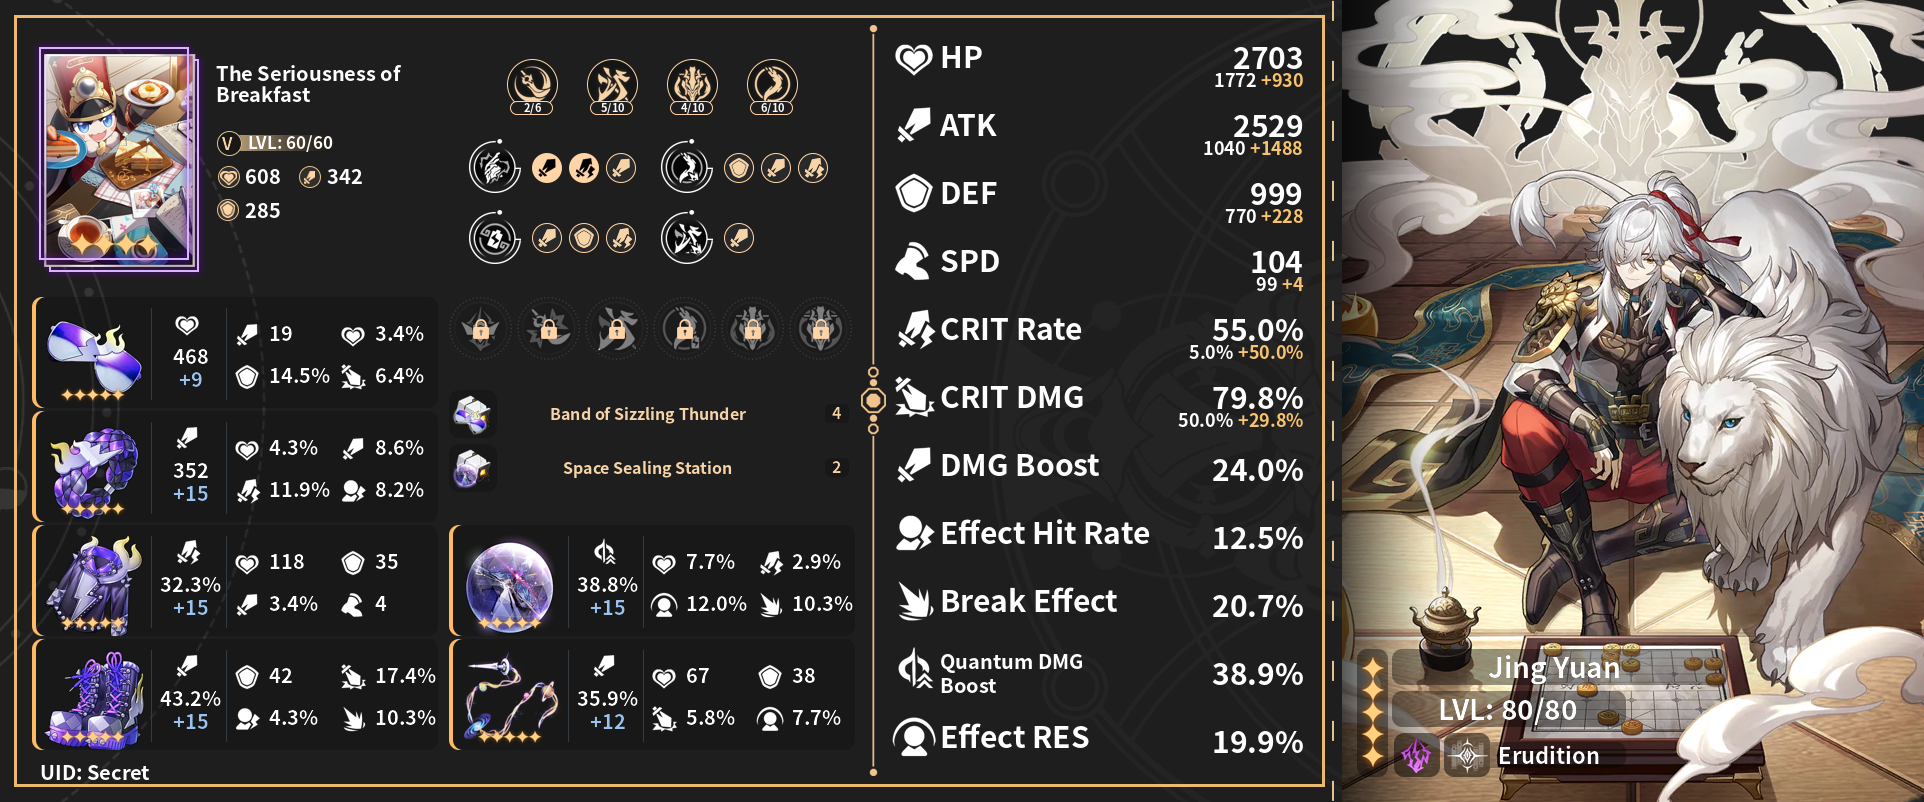 The Seriousness of
Breakfast
V LVL: 60/60
608 342
285
2/6 5/10 4/10 6/10
468
+9
19 3.4%
14.5% 6.4%
352
+15
4.3% 8.6%
11.9% 8.2%
32.3%
+15
118 35
3.4% 4
43.2%
+15
42 17.4%
4.3% 10.3%
Band of Sizzling Thunder 4
Space Sealing Station 2
38.8%
+15
7.7% 2.9%
12.0% 10.3%
35.9%
+12
67 38
5.8% 7.7%
UID: Secret
HP 2703
1772 +930
ATK 2529
1040 +1488
DEF 999
770 +228
SPD 104
99 +4
CRIT Rate 55.0%
5.0% +50.0%
CRIT DMG 79.8%
50.0% +29.8%
DMG Boost 24.0%
Effect Hit Rate 12.5%
Break Effect 20.7%
Quantum DMG
Boost 38.9%
Effect RES 19.9%
Jing Yuan
LVL: 80/80
Erudition